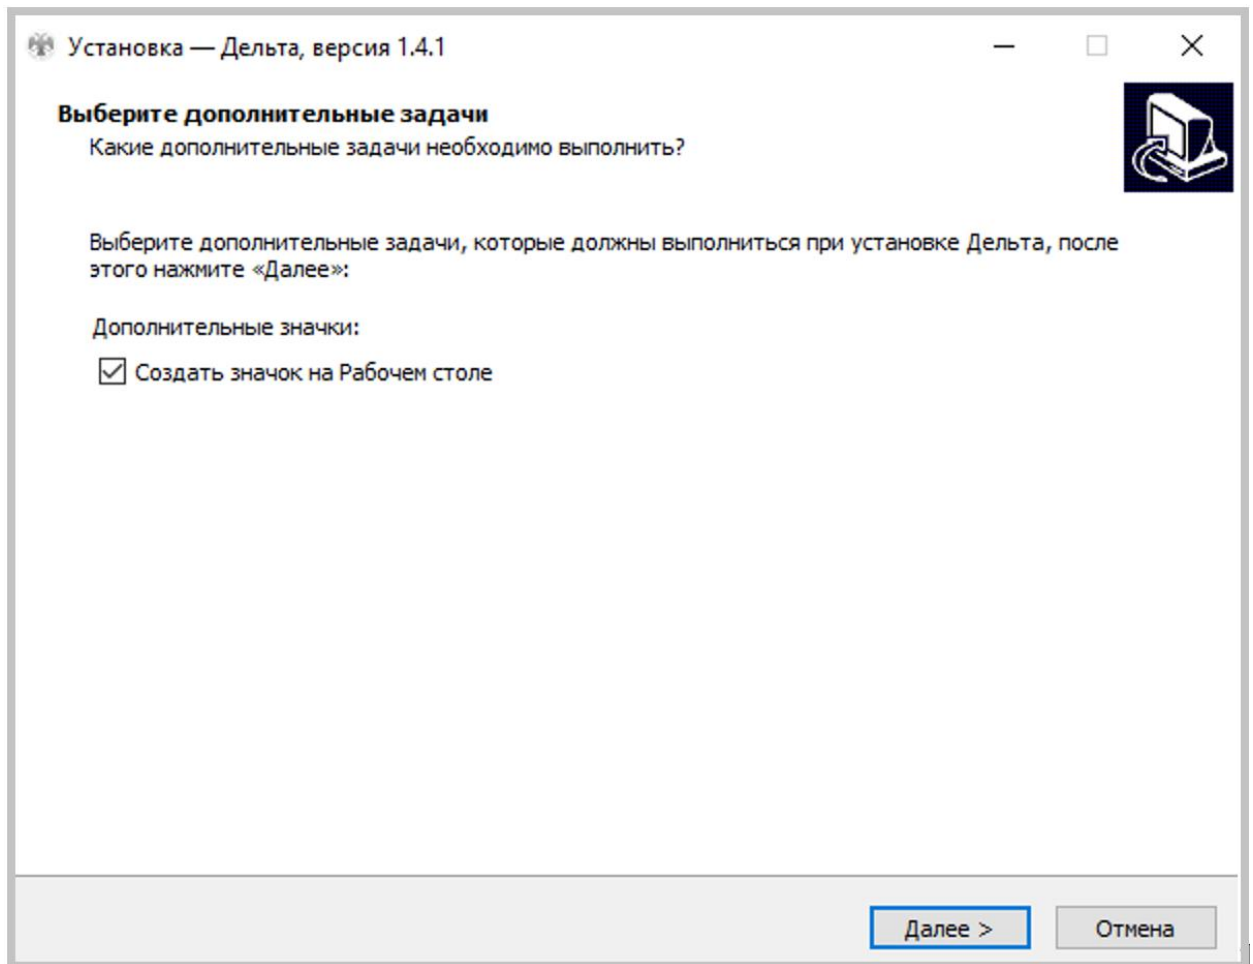 Установка — Дельта, версия 1.4.1
Выберите дополнительные задачи
Какие дополнительные задачи необходимо выполнить?
Выберите дополнительные задачи, которые должны выполниться при установке Дельта, после
этого нажмите «Далее»:
Дополнительные значки:
Создать значок на Рабочем столе
Далее >
Отмена